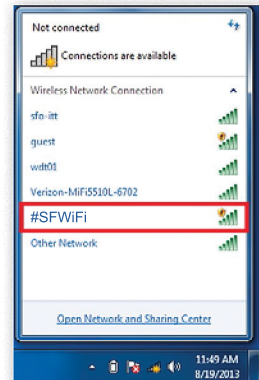 Not connected
Connections are available
Wireless Network Connection
sfo-itt
guest
wdt01
Verizon-MiFi5510L-6702
#SFWiFi
Other Network
Open Network and Sharing Center
11:49 AM
8/19/2013